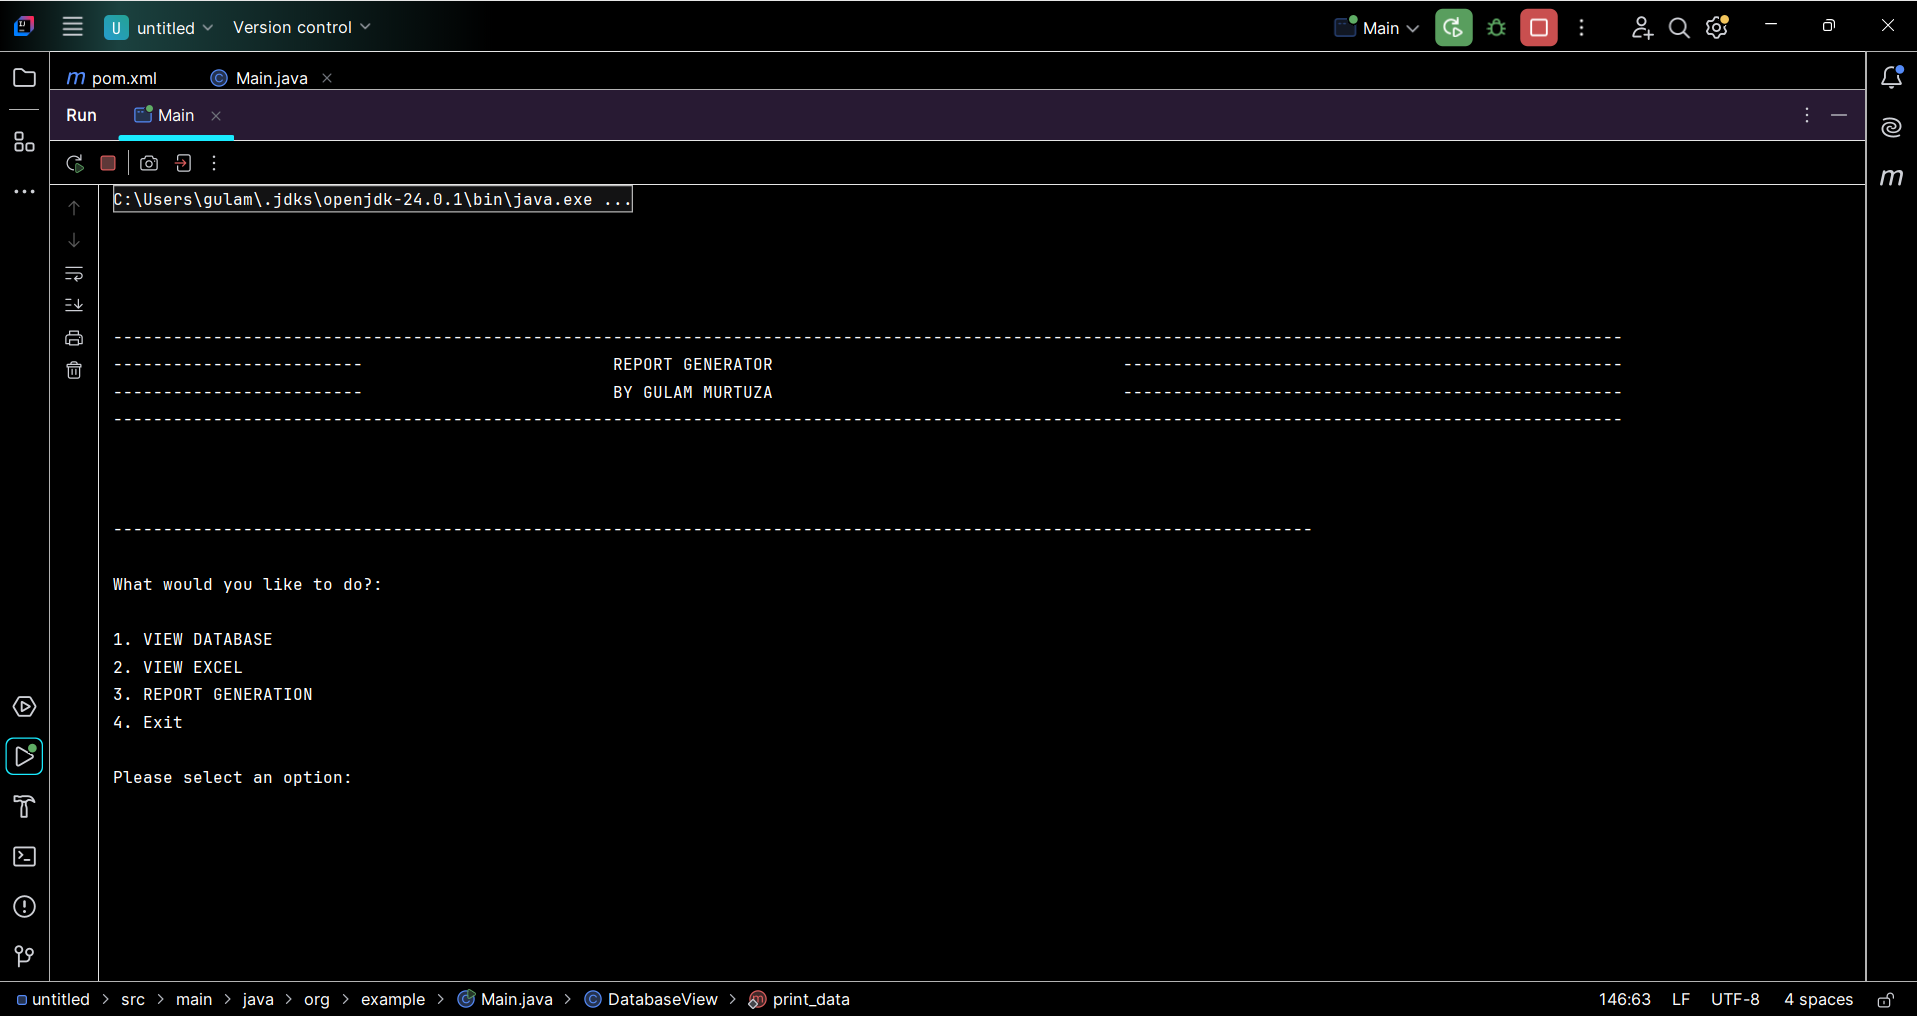 U untitled Version control Main
m pom.xml Main.java
Run Main
C:\Users\gulam\.jdks\openjdk-24.0.1\bin\java.exe ...
-------------------------------------------------------------------------------------------------------------------------------------------------------
------------------------- REPORT GENERATOR --------------------------------------------------
------------------------- BY GULAM MURTUZA --------------------------------------------------
-------------------------------------------------------------------------------------------------------------------------------------------------------
------------------------------------------------------------------------------------------------------------------------
What would you like to do?:
1. VIEW DATABASE
2. VIEW EXCEL
3. REPORT GENERATION
4. Exit
Please select an option:
untitled > src > main > java > org > example > Main.java > DatabaseView > print_data 146:63 LF UTF-8 4 spaces